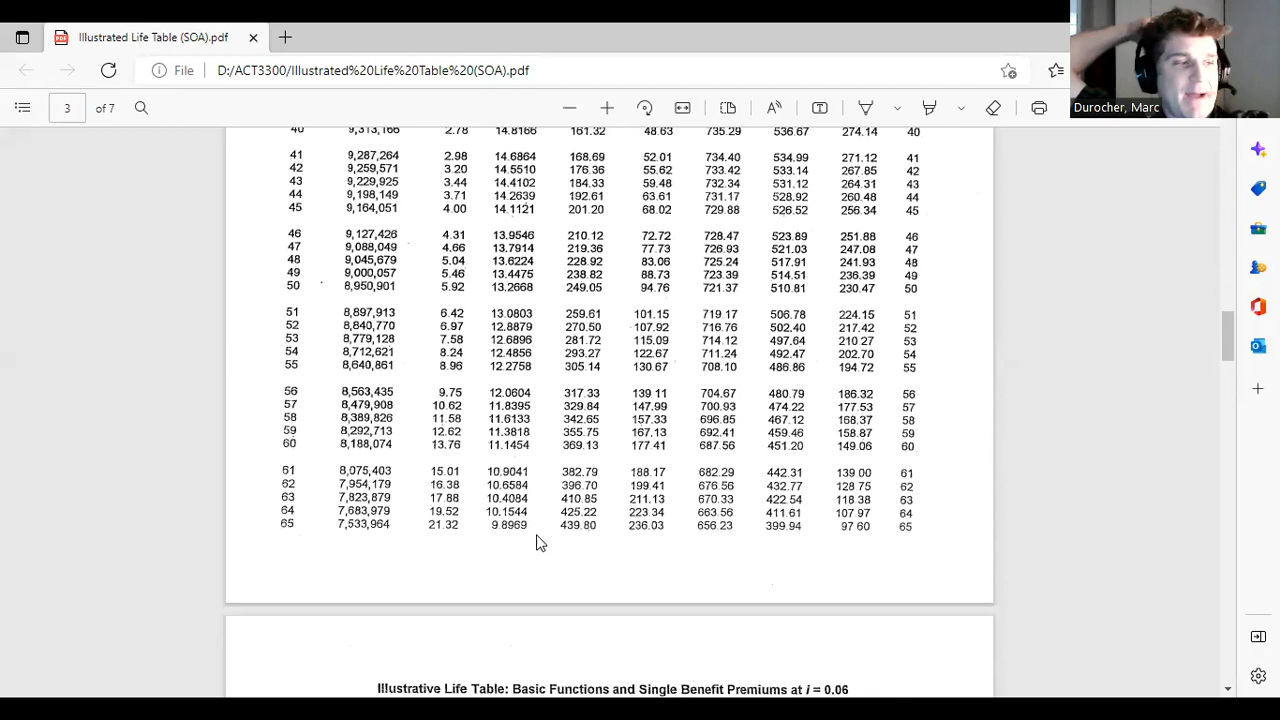 Illustrated Life Table (SOA).pdf
File D:/ACT3300/Illustrated%20Life%20Table%20(SOA).pdf
3 of 7
Durocher, Marc
40 9,313,166 2.78 14.8166 161.32 48.63 735.29 536.67 274.14 40
41 9,287,264 2.98 14.6864 168.69 52.01 734.40 534.99 271.12 41
42 9,259,571 3.20 14.5510 176.36 55.62 733.42 533.14 267.85 42
43 9,229,925 3.44 14.4102 184.33 59.48 732.34 531.12 264.31 43
44 9,198,149 3.71 14.2639 192.61 63.61 731.17 528.92 260.48 44
45 9,164,051 4.00 14.1121 201.20 68.02 729.88 526.52 256.34 45
46 9,127,426 4.31 13.9546 210.12 72.72 728.47 523.89 251.88 46
47 9,088,049 4.66 13.7914 219.36 77.73 726.93 521.03 247.08 47
48 9,045,679 5.04 13.6224 228.92 83.06 725.24 517.91 241.93 48
49 9,000,057 5.46 13.4475 238.82 88.73 723.39 514.51 236.39 49
50 8,950,901 5.92 13.2668 249.05 94.76 721.37 510.81 230.47 50
51 8,897,913 6.42 13.0803 259.61 101.15 719.17 506.78 224.15 51
52 8,840,770 6.97 12.8879 270.50 107.92 716.76 502.40 217.42 52
53 8,779,128 7.58 12.6896 281.72 115.09 714.12 497.64 210 27 53
54 8,712,621 8.24 12.4856 293.27 122.67 711.24 492.47 202.70 54
55 8,640,861 8.96 12.2758 305.14 130.67 708.10 486.86 194.72 55
56 8,563,435 9.75 12.0604 317.33 139 11 704.67 480.79 186.32 56
57 8,479,908 10.62 11.8395 329.84 147.99 700.93 474.22 177.53 57
58 8,389,826 11.58 11.6133 342.65 157.33 696.85 467.12 168.37 58
59 8,292,713 12.62 11.3818 355.75 167.13 692.41 459.46 158.87 59
60 8,188,074 13.76 11.1454 369.13 177.41 687.56 451.20 149.06 60
61 8,075,403 15.01 10.9041 382.79 188.17 682.29 442.31 139 00 61
62 7,954,179 16.38 10.6584 396.70 199.41 676.56 432.77 128 75 62
63 7,823,879 17.88 10.4084 410.85 211.13 670.33 422.54 118 38 63
64 7,683,979 19.52 10.1544 425.22 223.34 663.56 411.61 107.97 64
65 7,533,964 21.32 9.8969 439.80 236.03 656.23 399.94 97 60 65
Illustrative Life Table: Basic Functions and Single Benefit Premiums at i = 0.06